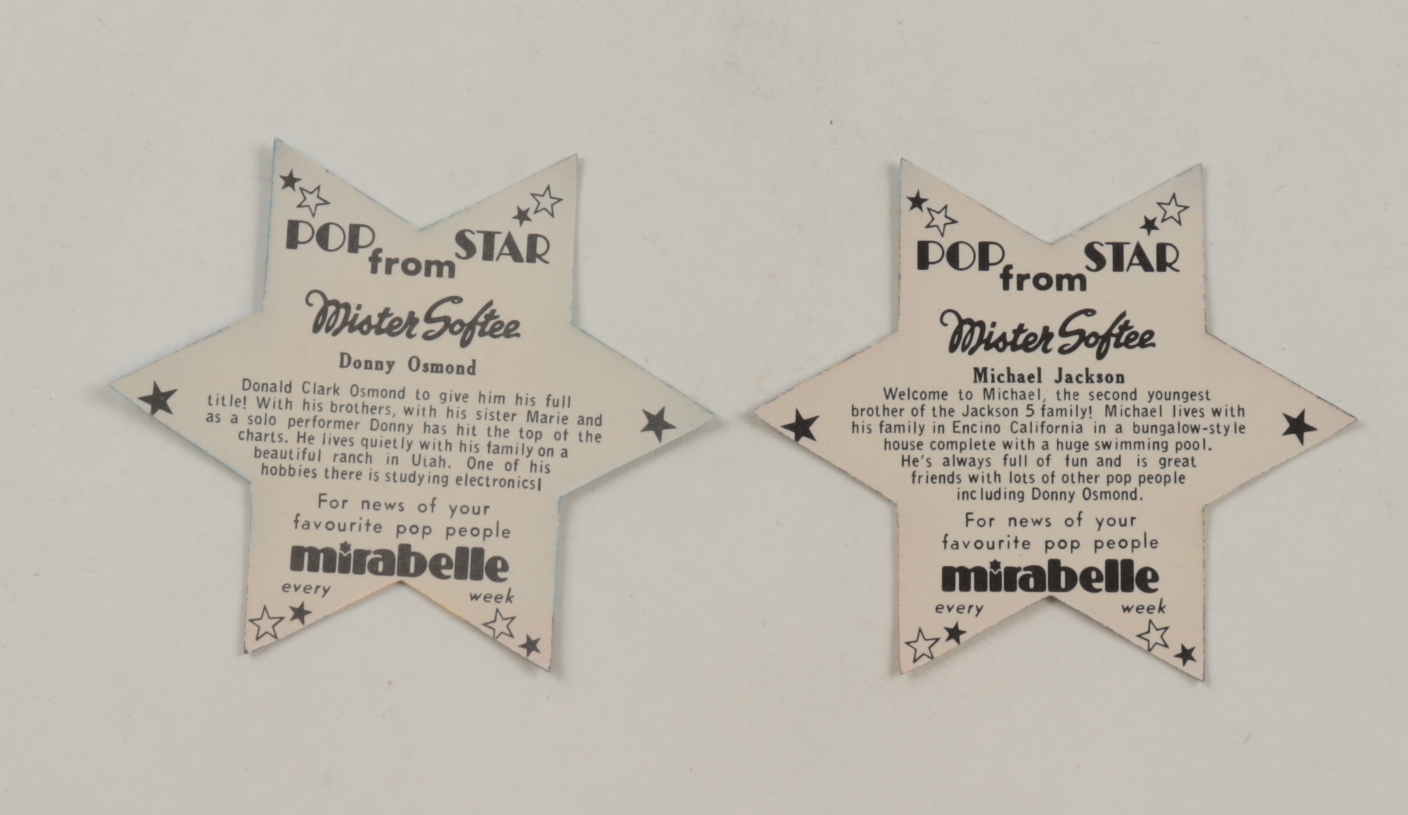 POP from STAR
Mister Softee
Donny Osmond
Donald Clark Osmond to give him his full
title! With his brothers, with his sister Marie and
as a solo performer Donny has hit the top of the
charts. He lives quietly with his family on a
beautiful ranch in Utah. One of his
hobbies there is studying electronics!
For news of your
favourite pop people
mirabelle
every week
POP from STAR
Mister Softee
Michael Jackson
Welcome to Michael, the second youngest
brother of the Jackson 5 family! Michael lives with
his family in Encino California in a bungalow-style
house complete with a huge swimming pool.
He's always full of fun and is great
friends with lots of other pop people
including Donny Osmond.
For news of your
favourite pop people
mirabelle
every week